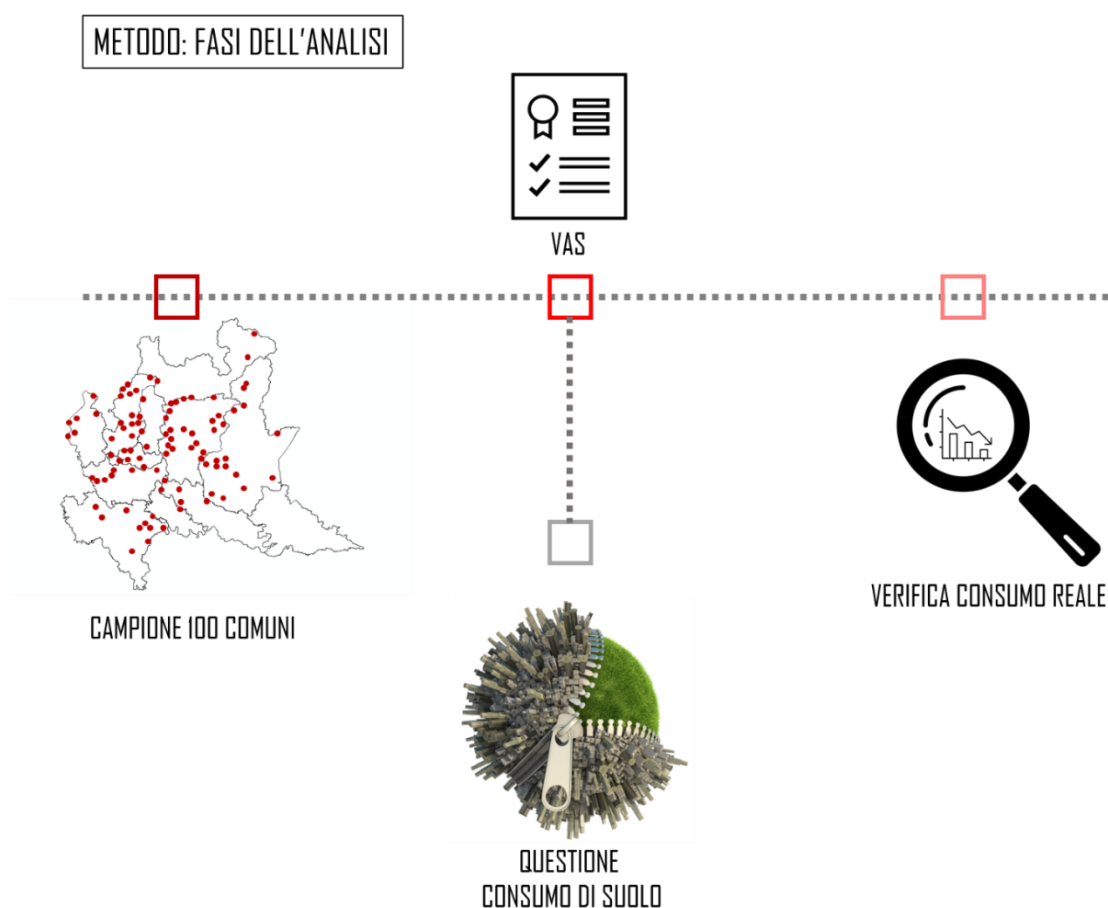 METODO: FASI DELL'ANALISI
VAS
CAMPIONE 100 COMUNI
VERIFICA CONSUMO REALE
QUESTIONE
CONSUMO DI SUOLO